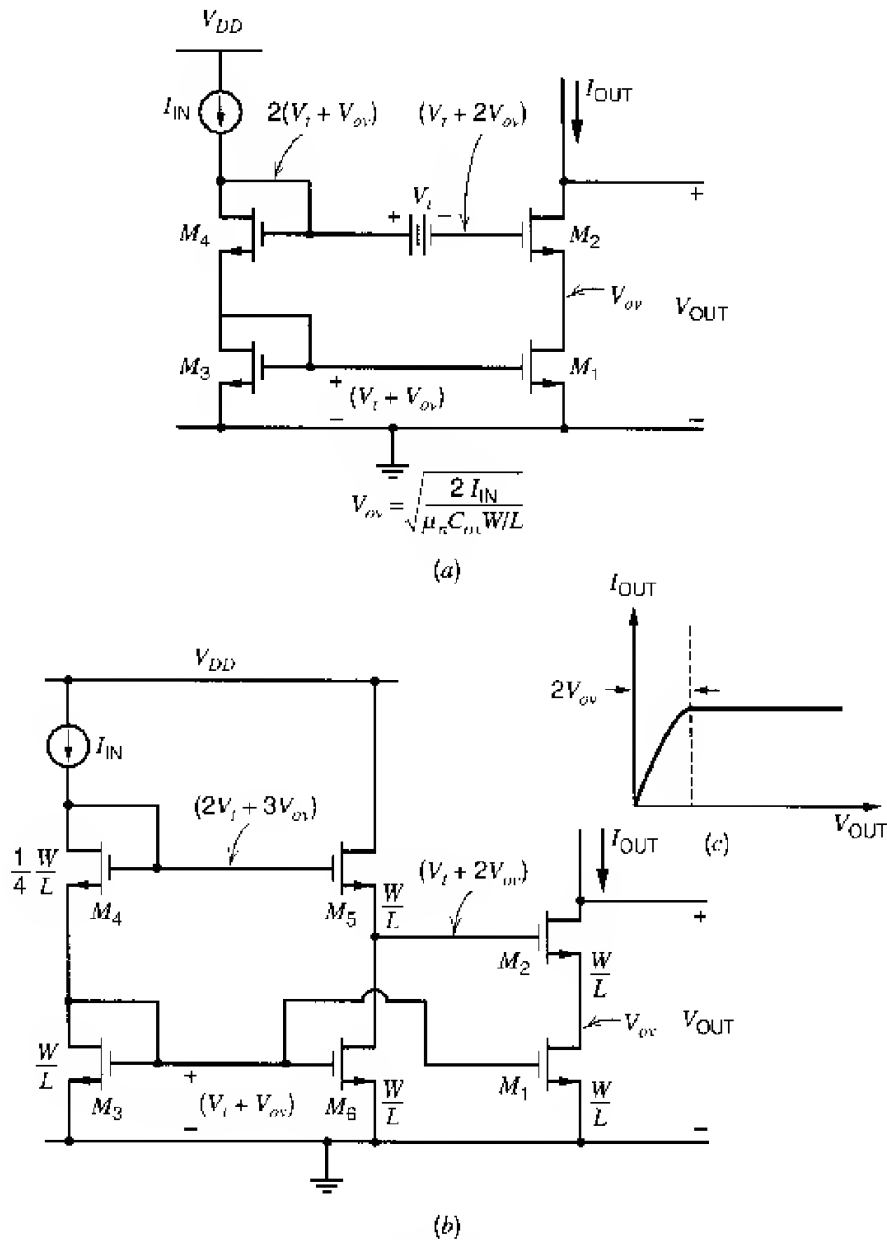 V_DD
I_IN
2(V_t + V_ov)
(V_t + 2V_ov)
I_OUT
V_t
+ −
+
M_4
M_2
V_ov
V_OUT
M_3
M_1
+
(V_t + V_ov)
−
−
V_ov = √(2 I_IN / μ_n C_ox W/L)
(a)
I_OUT
2V_ov
V_OUT
(c)
V_DD
I_IN
(2V_t + 3V_ov)
(V_t + 2V_ov)
I_OUT
1/4 W/L
M_4
M_5
W/L
M_2
W/L
+
V_ov
V_OUT
W/L
M_3
+
(V_t + V_ov)
−
M_6
W/L
M_1
W/L
−
(b)